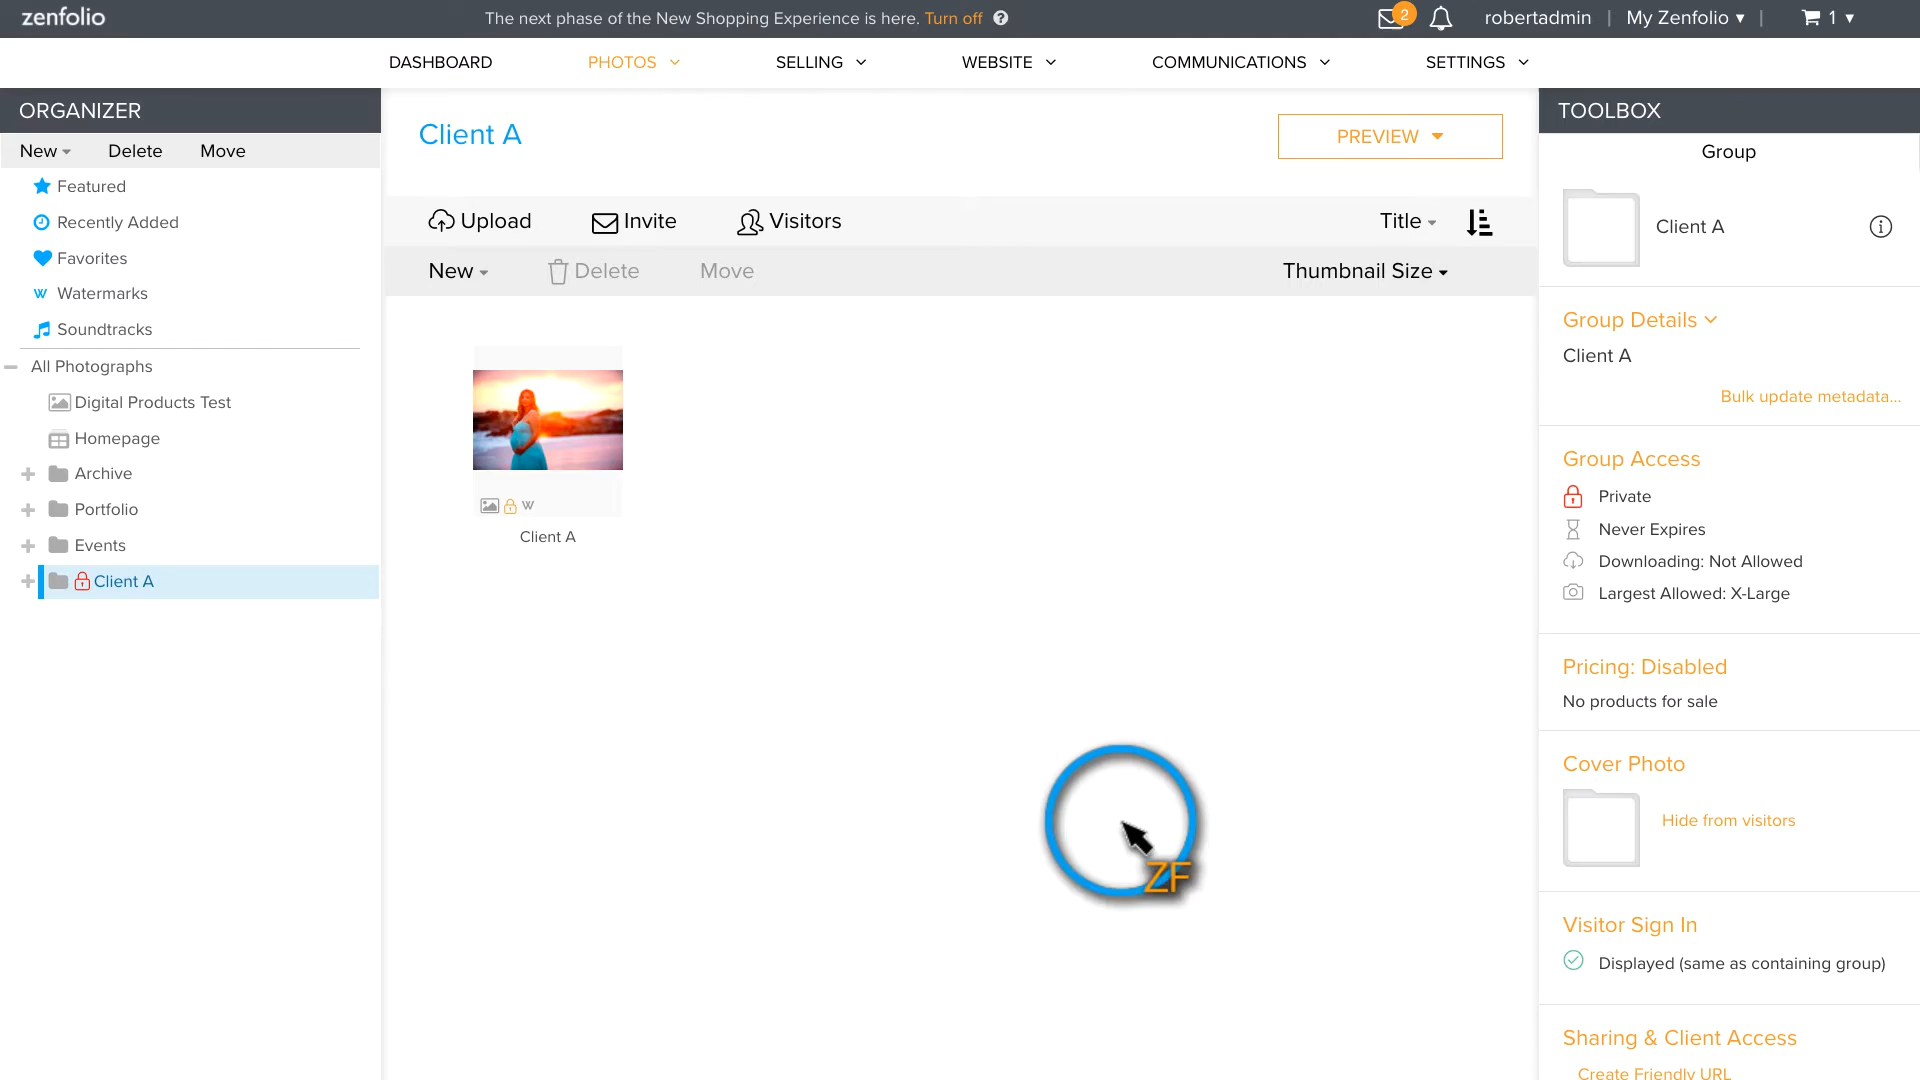 zenfolio
The next phase of the New Shopping Experience is here. Turn off
2
robertadmin | My Zenfolio | 1
DASHBOARD PHOTOS SELLING WEBSITE COMMUNICATIONS SETTINGS
ORGANIZER
New Delete Move
Featured
Recently Added
Favorites
W Watermarks
Soundtracks
All Photographs
Digital Products Test
Homepage
Archive
Portfolio
Events
Client A
Client A
PREVIEW
Upload Invite Visitors Title
New Delete Move Thumbnail Size
W
Client A
ZF
TOOLBOX
Group
Client A
Group Details
Client A
Bulk update metadata...
Group Access
Private
Never Expires
Downloading: Not Allowed
Largest Allowed: X-Large
Pricing: Disabled
No products for sale
Cover Photo
Hide from visitors
Visitor Sign In
Displayed (same as containing group)
Sharing & Client Access
Create Friendly URL